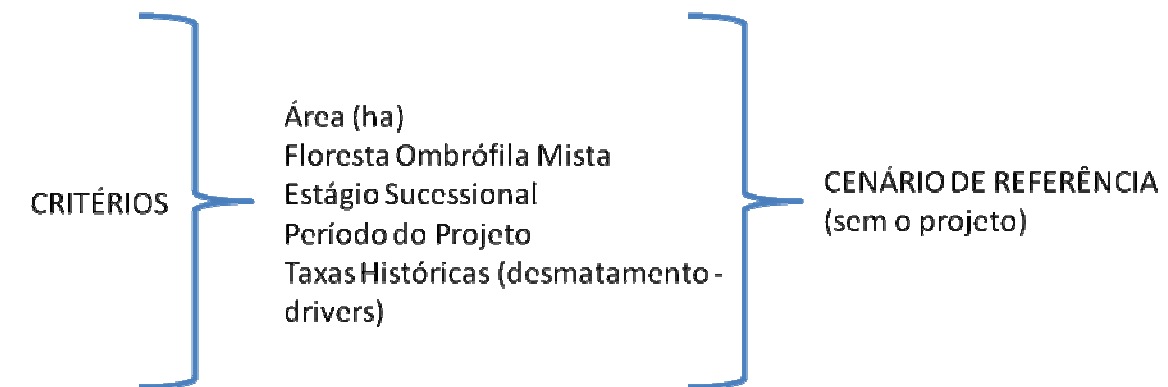 CRITÉRIOS
Área (ha)
Floresta Ombrófila Mista
Estágio Sucessional
Período do Projeto
Taxas Históricas (desmatamento -
drivers)
CENÁRIO DE REFERÊNCIA
(sem o projeto)